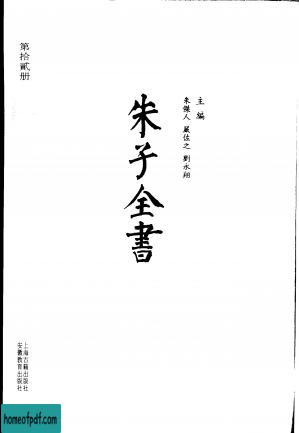 主編
朱傑人 嚴佐之 劉永翔
朱子全書
第拾貳册
上海古籍出版社
安徽教育出版社
homeofpdf.com